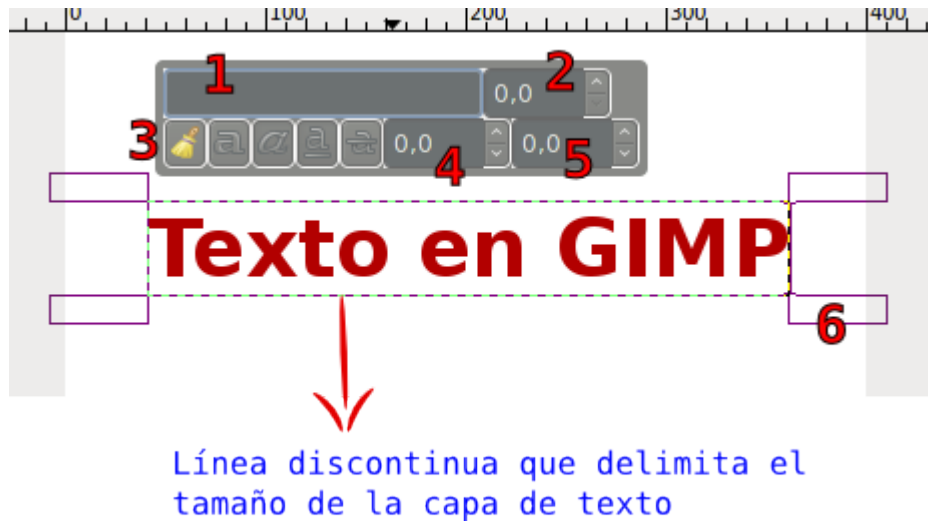 0 100 200 300 400
1 2
0,0
3 a a a a 0,0 4 0,0 5
Texto en GIMP
6
Línea discontinua que delimita el
tamaño de la capa de texto